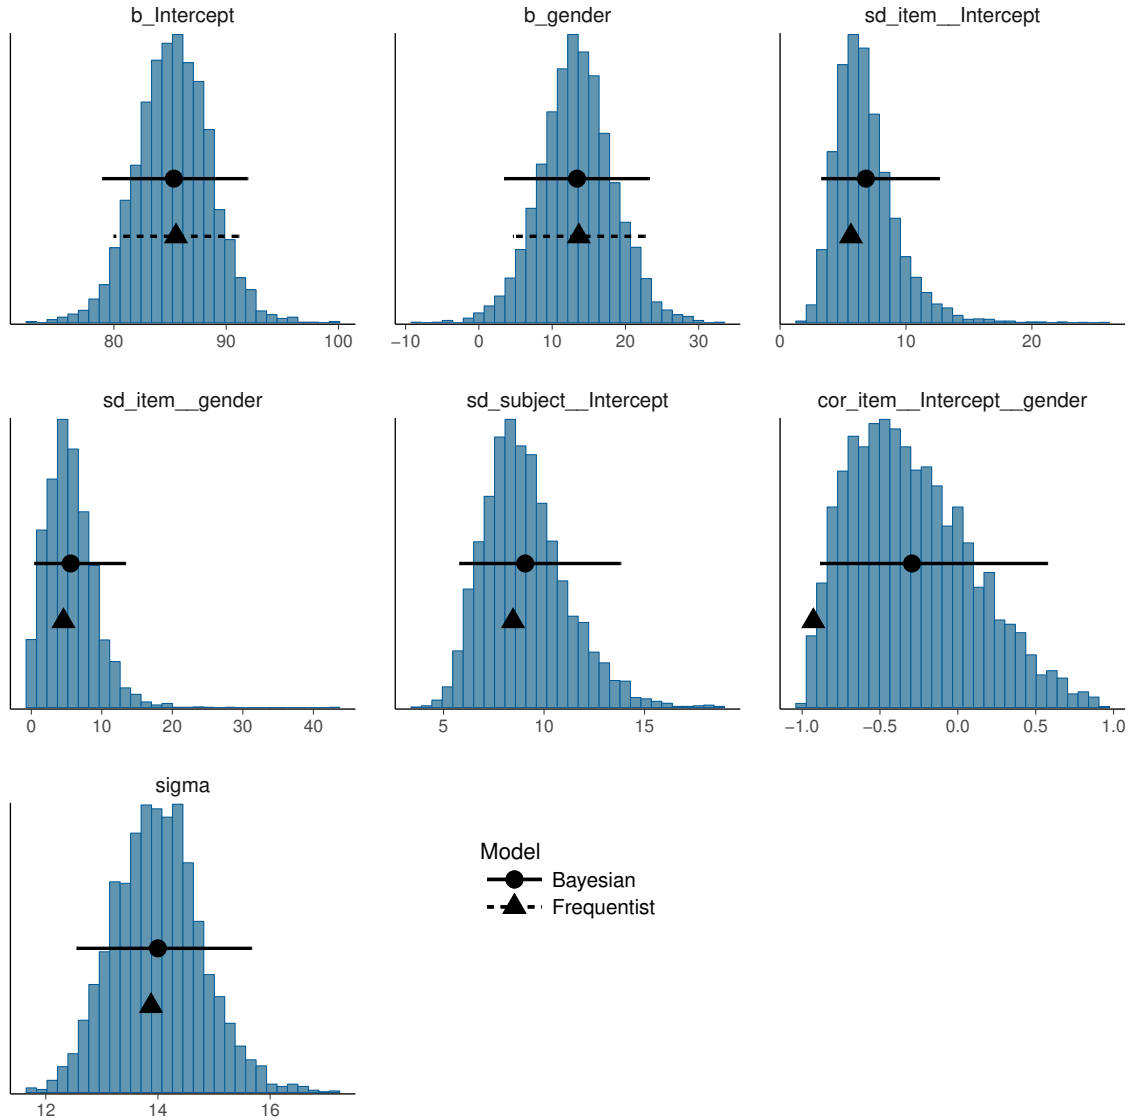 b_Intercept
b_gender
sd_item__Intercept
80 90 100
−10 0 10 20 30
0 10 20
sd_item__gender
sd_subject__Intercept
cor_item__Intercept__gender
0 10 20 30 40
5 10 15
−1.0 −0.5 0.0 0.5 1.0
sigma
12 14 16
Model
Bayesian
Frequentist